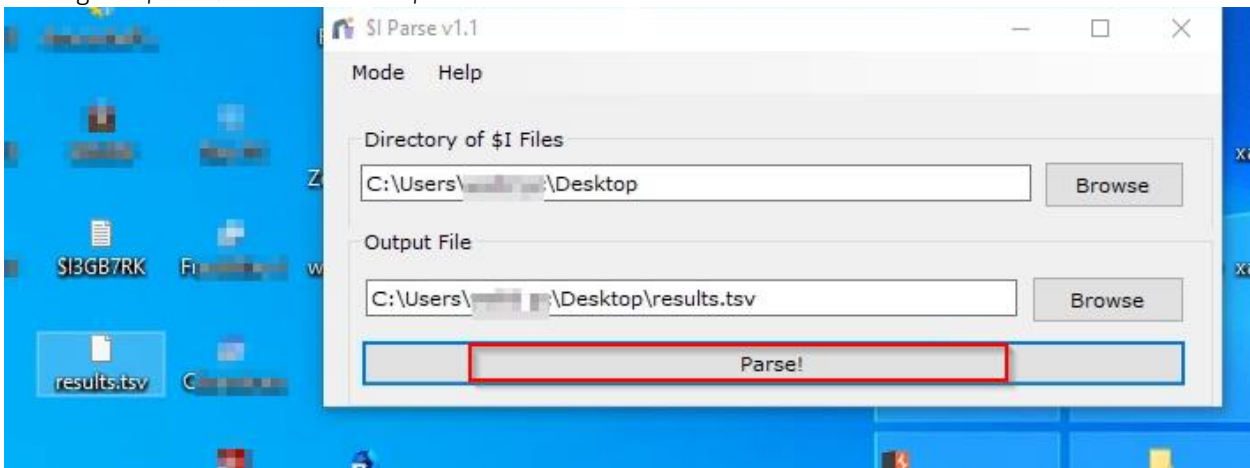 $I Parse v1.1
Mode Help
Directory of $I Files
C:\Users\ \Desktop
Browse
Output File
C:\Users\ \Desktop\results.tsv
Browse
Parse!
$I3GB7RK
results.tsv